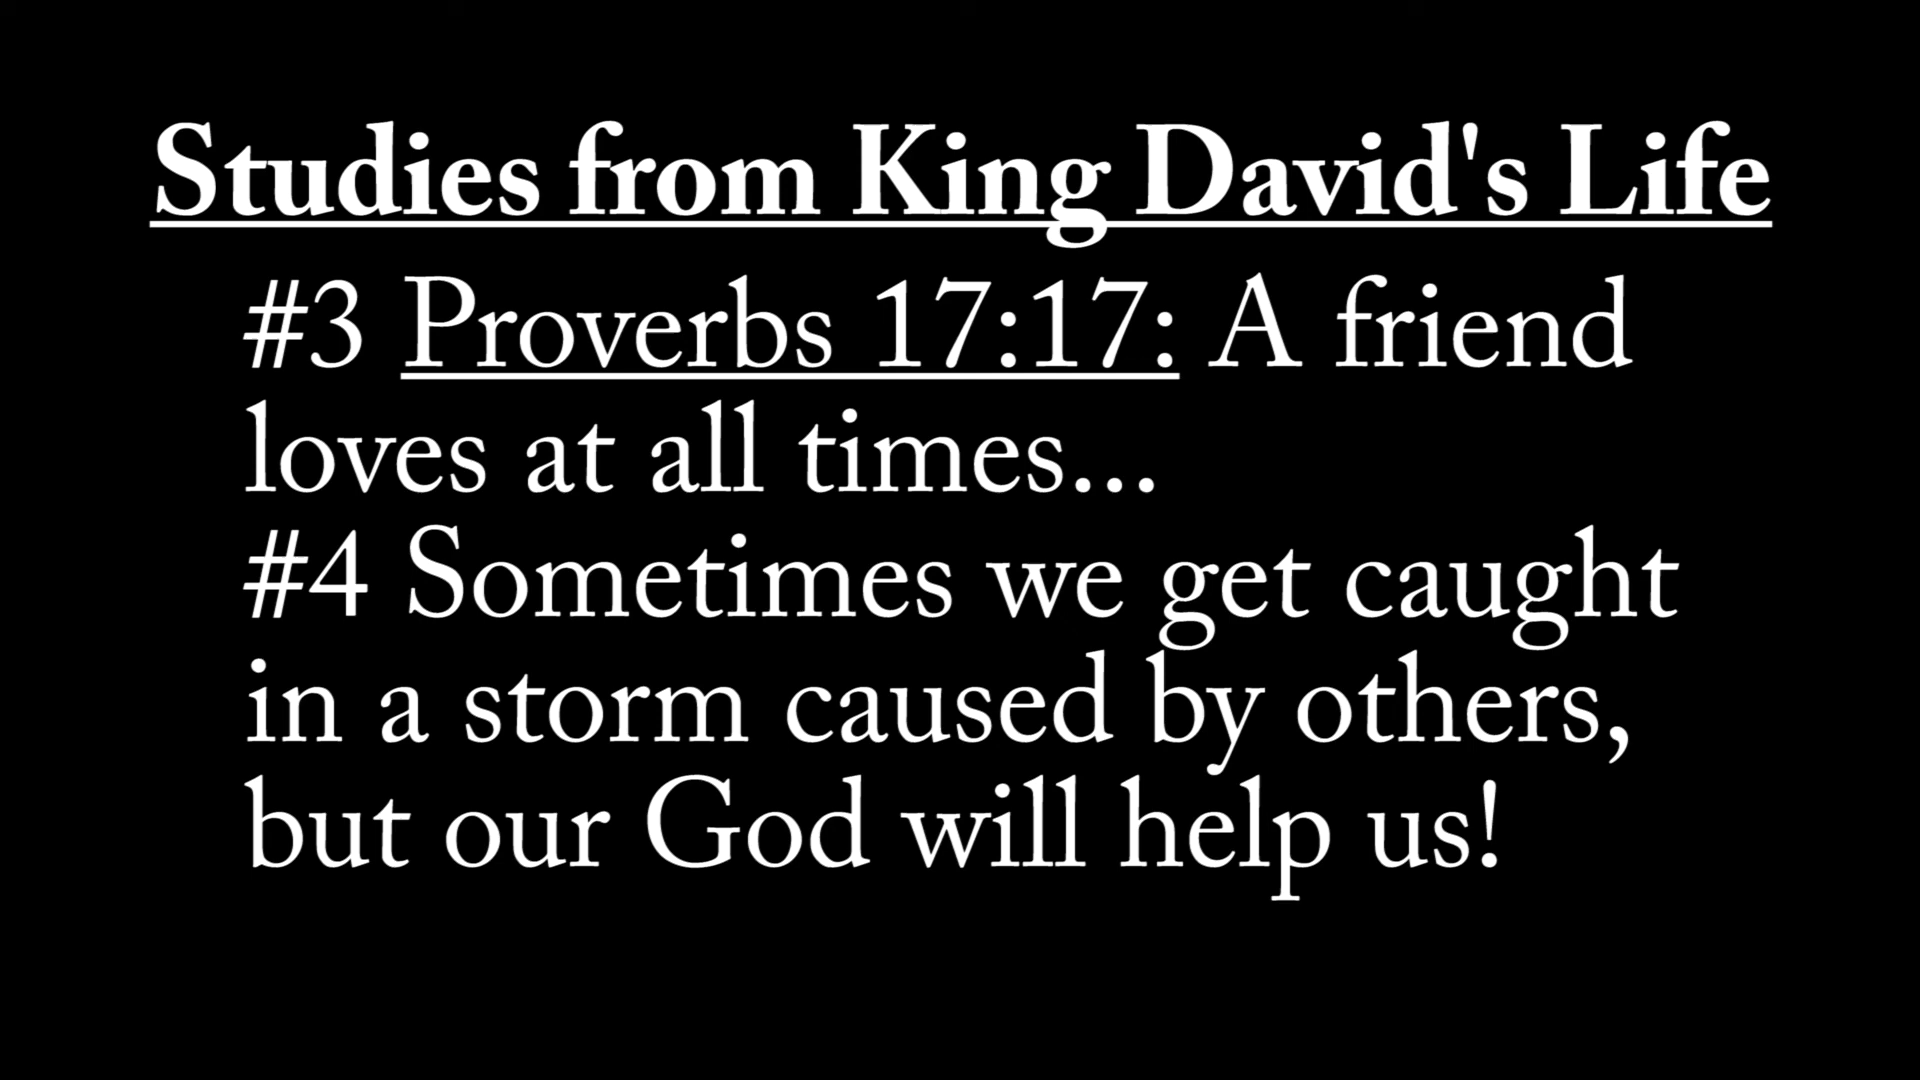 Studies from King David's Life
#3 Proverbs 17:17: A friend
loves at all times...
#4 Sometimes we get caught
in a storm caused by others,
but our God will help us!